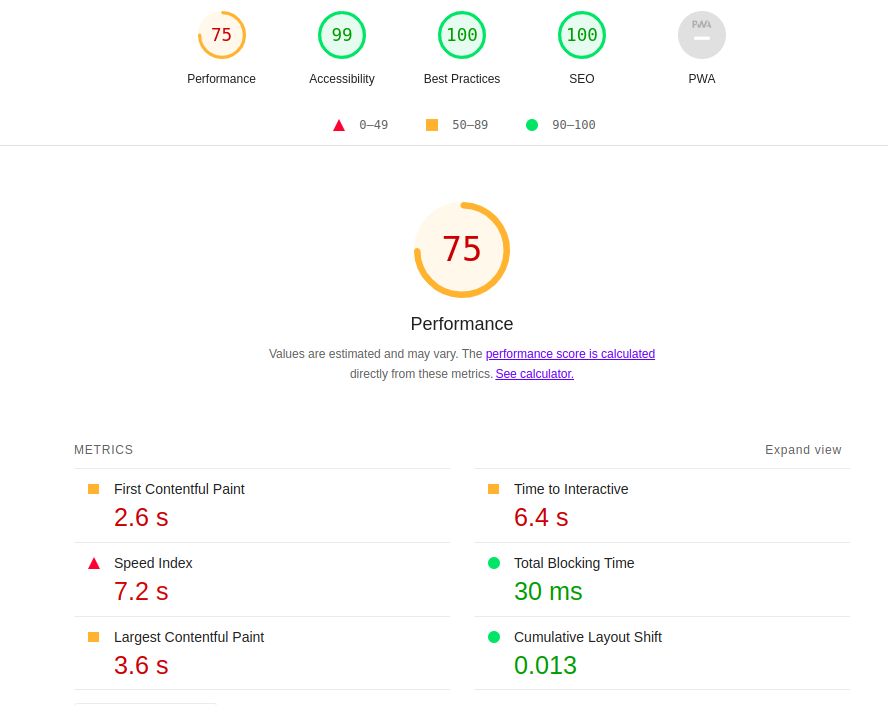 75
99
100
100
PWA
Performance
Accessibility
Best Practices
SEO
PWA
0–49
50–89
90–100
75
Performance
Values are estimated and may vary. The performance score is calculated
directly from these metrics. See calculator.
METRICS
Expand view
First Contentful Paint
2.6 s
Time to Interactive
6.4 s
Speed Index
7.2 s
Total Blocking Time
30 ms
Largest Contentful Paint
3.6 s
Cumulative Layout Shift
0.013